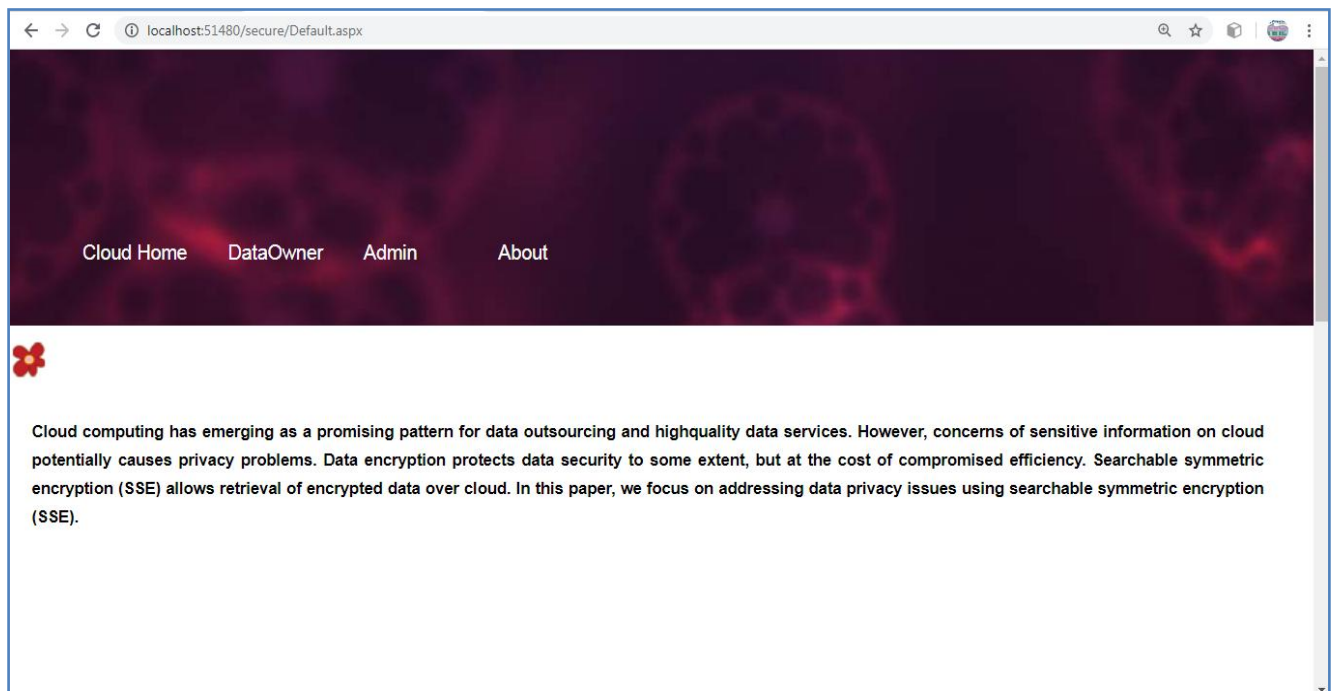 localhost:51480/secure/Default.aspx
Cloud Home DataOwner Admin About
Cloud computing has emerging as a promising pattern for data outsourcing and highquality data services. However, concerns of sensitive information on cloud
potentially causes privacy problems. Data encryption protects data security to some extent, but at the cost of compromised efficiency. Searchable symmetric
encryption (SSE) allows retrieval of encrypted data over cloud. In this paper, we focus on addressing data privacy issues using searchable symmetric encryption
(SSE).